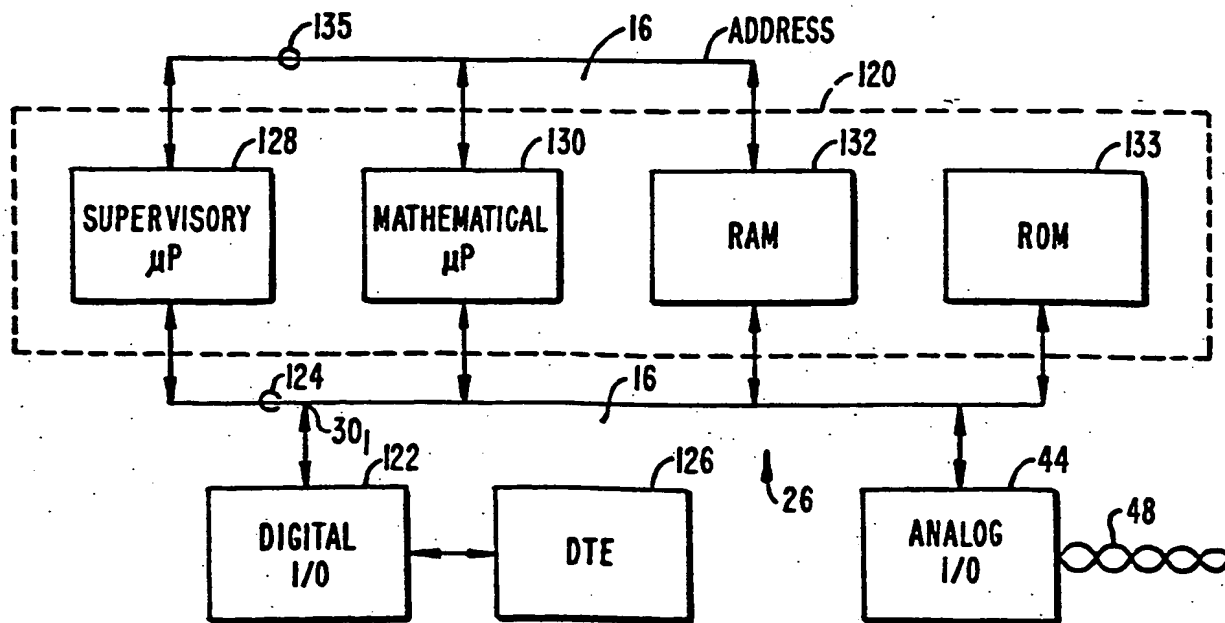 135
16
ADDRESS
120
128
130
132
133
SUPERVISORY
μP
MATHEMATICAL
μP
RAM
ROM
124
16
30₁
122
126
26
44
48
DIGITAL
I/O
DTE
ANALOG
I/O